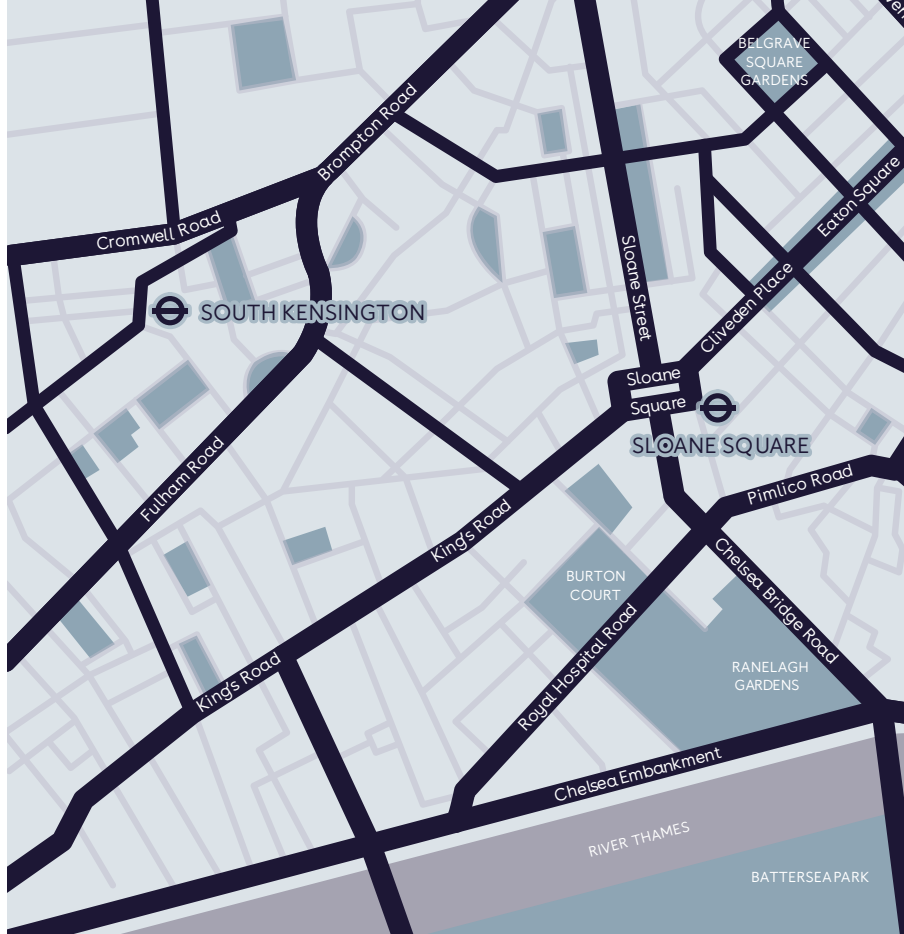 BELGRAVE
SQUARE
GARDENS
Brompton Road
Eaton Square
Cromwell Road
Sloane Street
Cliveden Place
SOUTH KENSINGTON
Sloane
Square
SLOANE SQUARE
Fulham Road
Pimlico Road
King's Road
Chelsea Bridge Road
BURTON
COURT
Royal Hospital Road
King's Road
RANELAGH
GARDENS
Chelsea Embankment
RIVER THAMES
BATTERSEA PARK